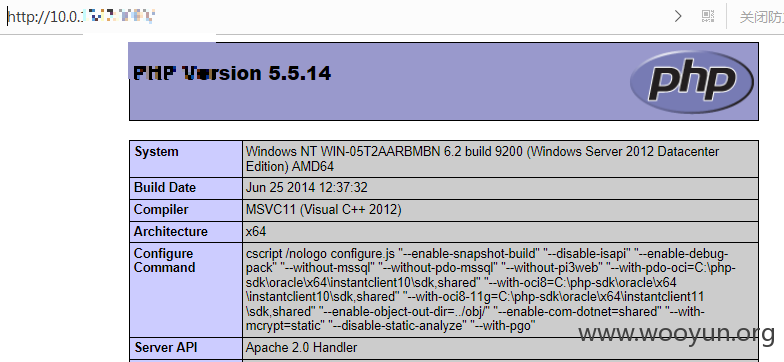 http://10.0.
关闭防
PHP Version 5.5.14
php
System
Windows NT WIN-05T2AARBMBN 6.2 build 9200 (Windows Server 2012 Datacenter
Edition) AMD64
Build Date
Jun 25 2014 12:37:32
Compiler
MSVC11 (Visual C++ 2012)
Architecture
x64
Configure
Command
cscript /nologo configure.js "--enable-snapshot-build" "--disable-isapi" "--enable-debug-
pack" "--without-mssql" "--without-pdo-mssql" "--without-pi3web" "--with-pdo-oci=C:\php-
sdk\oracle\x64\instantclient10\sdk,shared" "--with-oci8=C:\php-sdk\oracle\x64
\instantclient10\sdk,shared" "--with-oci8-11g=C:\php-sdk\oracle\x64\instantclient11
\sdk,shared" "--enable-object-out-dir=../obj/" "--enable-com-dotnet=shared" "--with-
mcrypt=static" "--disable-static-analyze" "--with-pgo"
Server API
Apache 2.0 Handler
www.wooyun.org